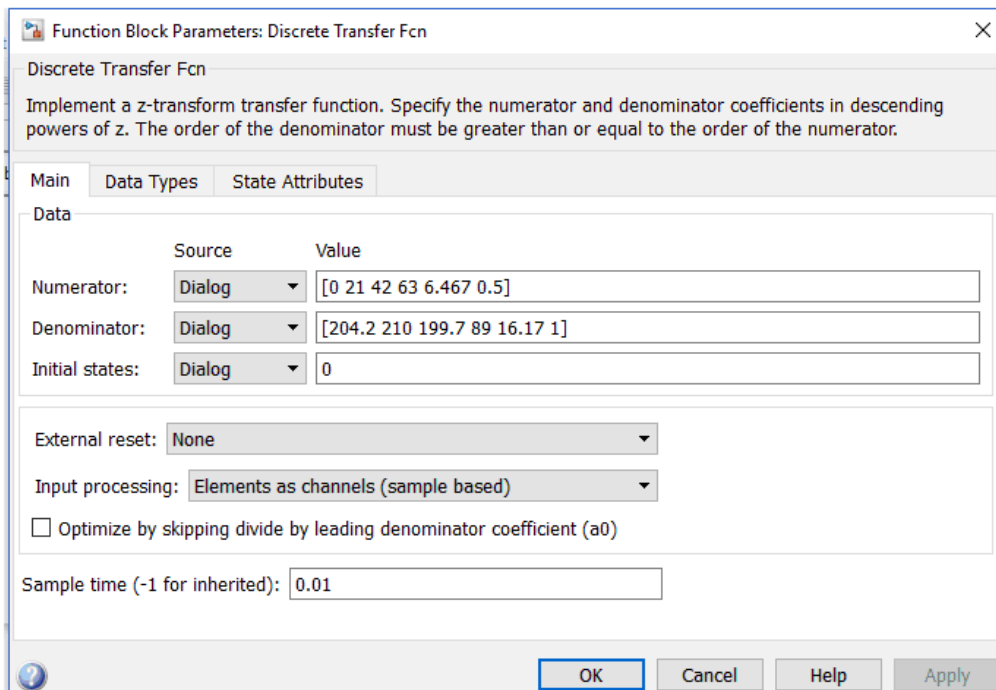 Function Block Parameters: Discrete Transfer Fcn
Discrete Transfer Fcn
Implement a z-transform transfer function. Specify the numerator and denominator coefficients in descending
powers of z. The order of the denominator must be greater than or equal to the order of the numerator.
Main Data Types State Attributes
Data
Source Value
Numerator: Dialog [0 21 42 63 6.467 0.5]
Denominator: Dialog [204.2 210 199.7 89 16.17 1]
Initial states: Dialog 0
External reset: None
Input processing: Elements as channels (sample based)
Optimize by skipping divide by leading denominator coefficient (a0)
Sample time (-1 for inherited): 0.01
? OK Cancel Help Apply